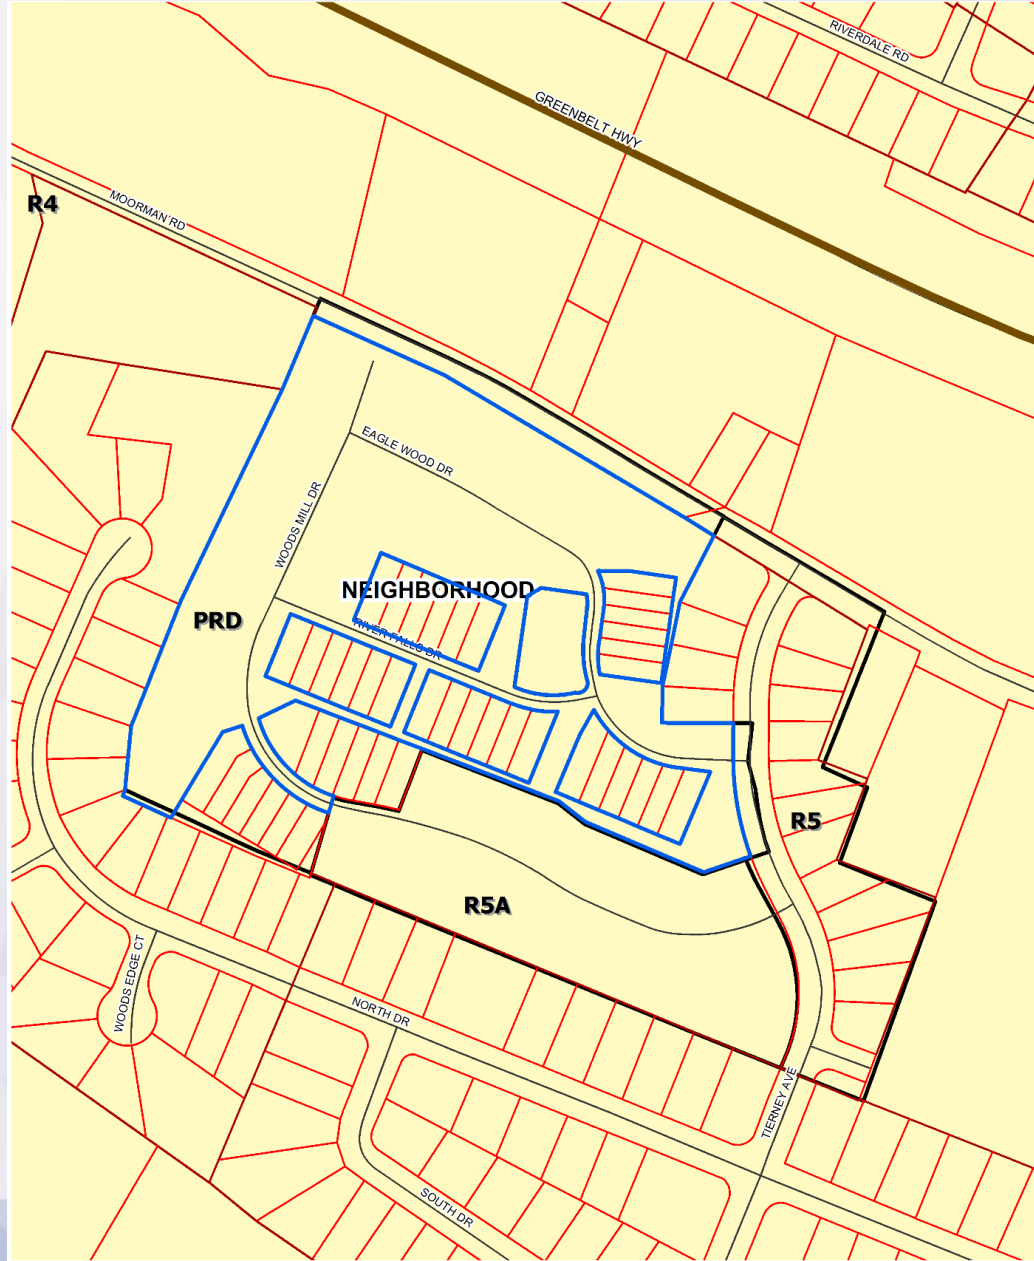 RIVERDALE RD
GREENBELT HWY
R4
MOORMAN RD
EAGLE WOOD DR
WOODS MILL DR
NEIGHBORHOOD
PRD
RIVER FALLS DR
R5
R5A
WOODS EDGE CT
NORTH DR
TIERNEY AVE
SOUTH DR